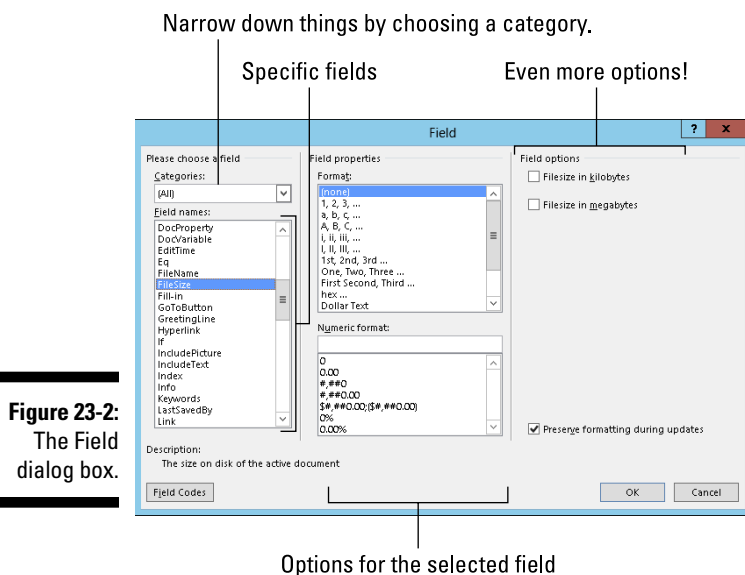 Narrow down things by choosing a category.
Specific fields
Even more options!
Field
?
x
Please choose a field
Categories:
(All)
Field names:
DocProperty
DocVariable
EditTime
Eq
FileName
FileSize
Fill-in
GoToButton
GreetingLine
Hyperlink
If
IncludePicture
IncludeText
Index
Info
Keywords
LastSavedBy
Link
Field properties
Format:
(none)
1, 2, 3, ...
a, b, c, ...
A, B, C, ...
i, ii, iii, ...
I, II, III, ...
1st, 2nd, 3rd ...
One, Two, Three ...
First Second, Third ...
hex ...
Dollar Text
Numeric format:
0
0.00
#,##0
#,##0.00
$#,##0.00;($#,##0.00)
0%
0.00%
Field options
Filesize in kilobytes
Filesize in megabytes
Preserve formatting during updates
Description:
The size on disk of the active document
Field Codes
OK
Cancel
Options for the selected field
Figure 23-2:
The Field
dialog box.